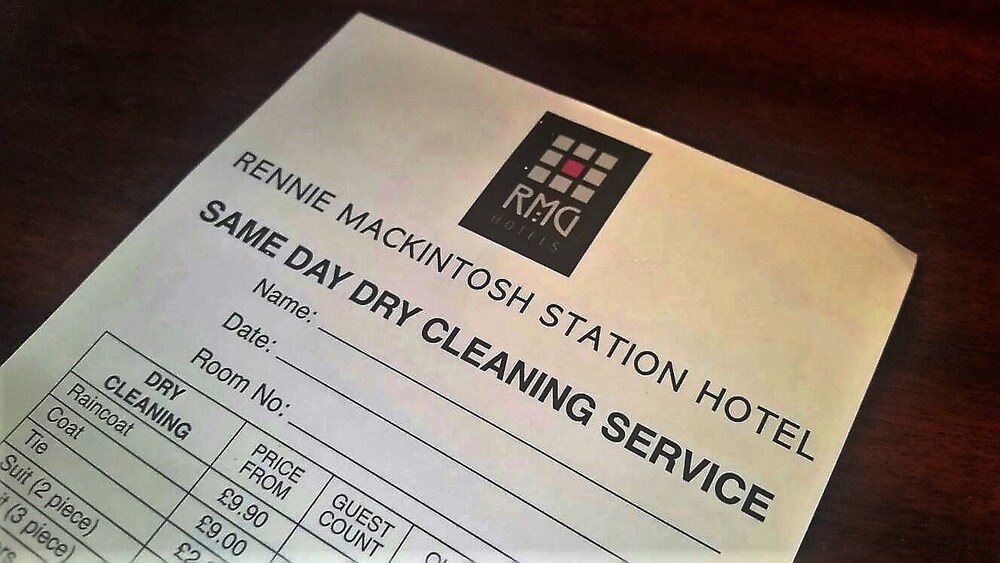 RMG
HOTELS
RENNIE MACKINTOSH STATION HOTEL
SAME DAY DRY CLEANING SERVICE
Name:
Date:
Room No:
DRY CLEANING PRICE FROM GUEST COUNT
Raincoat £9.90
Coat £9.00
Tie £2.
Suit (2 piece)
(3 piece)